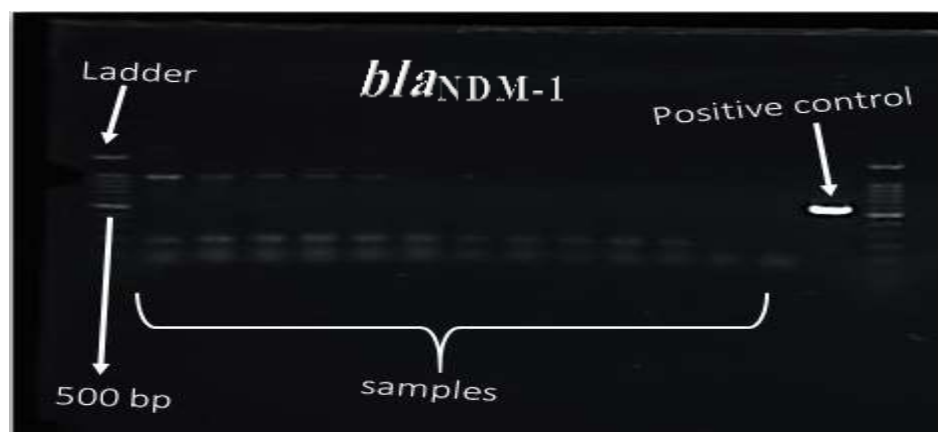 Ladder
blaNDM-1
Positive control
500 bp
samples